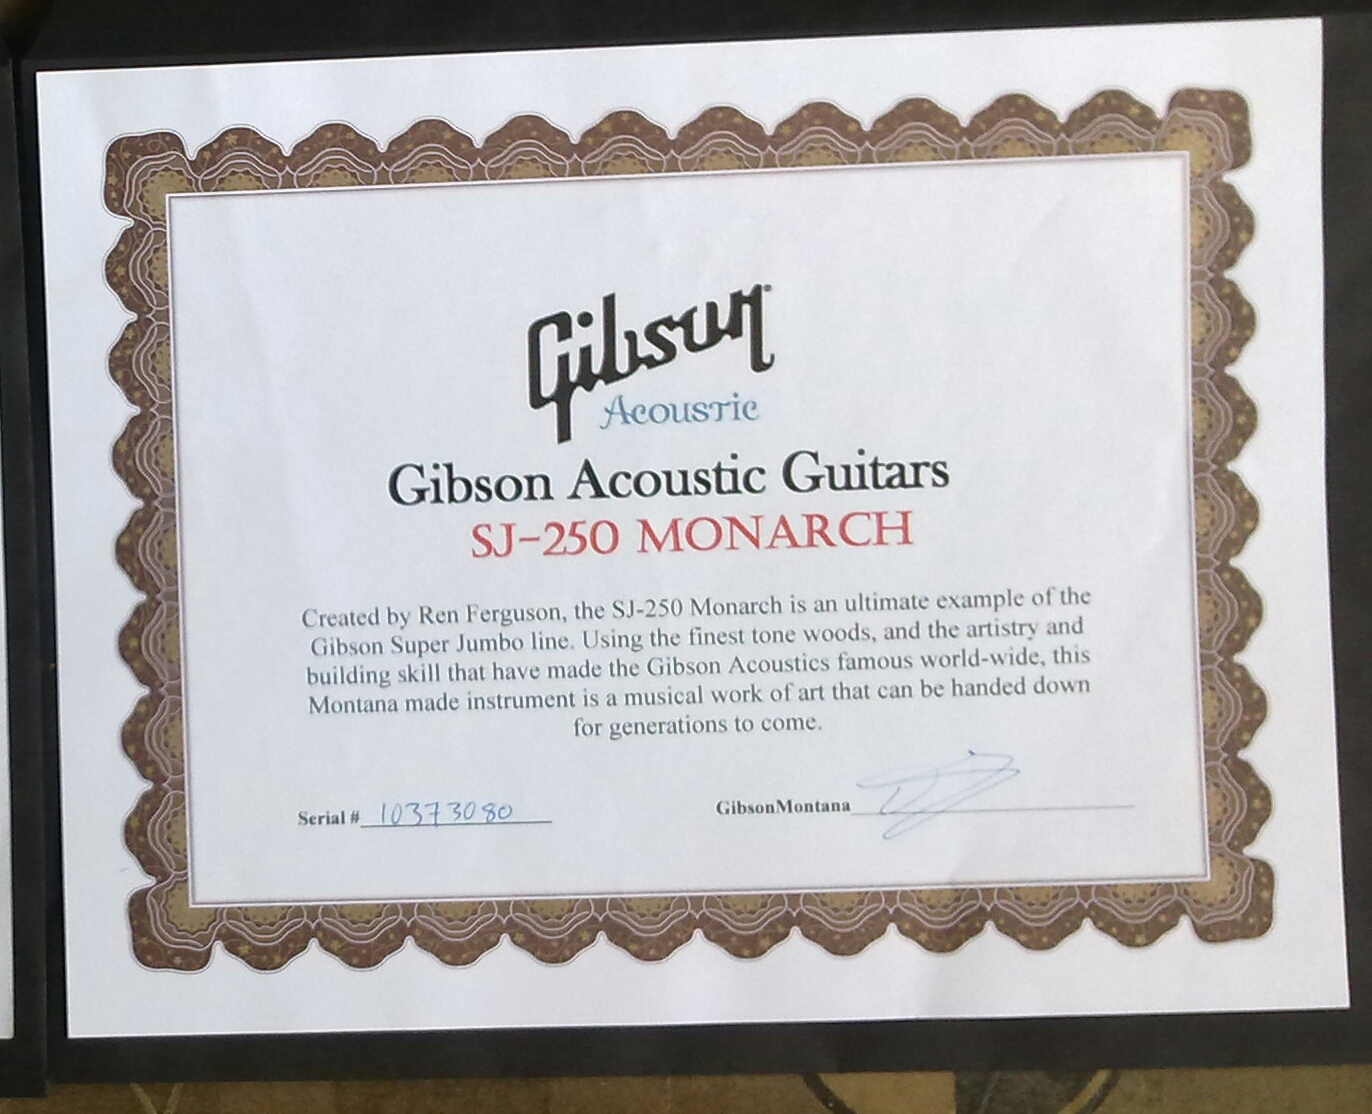 Gibson
Acoustic
Gibson Acoustic Guitars
SJ-250 MONARCH
Created by Ren Ferguson, the SJ-250 Monarch is an ultimate example of the
Gibson Super Jumbo line. Using the finest tone woods, and the artistry and
building skill that have made the Gibson Acoustics famous world-wide, this
Montana made instrument is a musical work of art that can be handed down
for generations to come.
Serial # 10373080
GibsonMontana